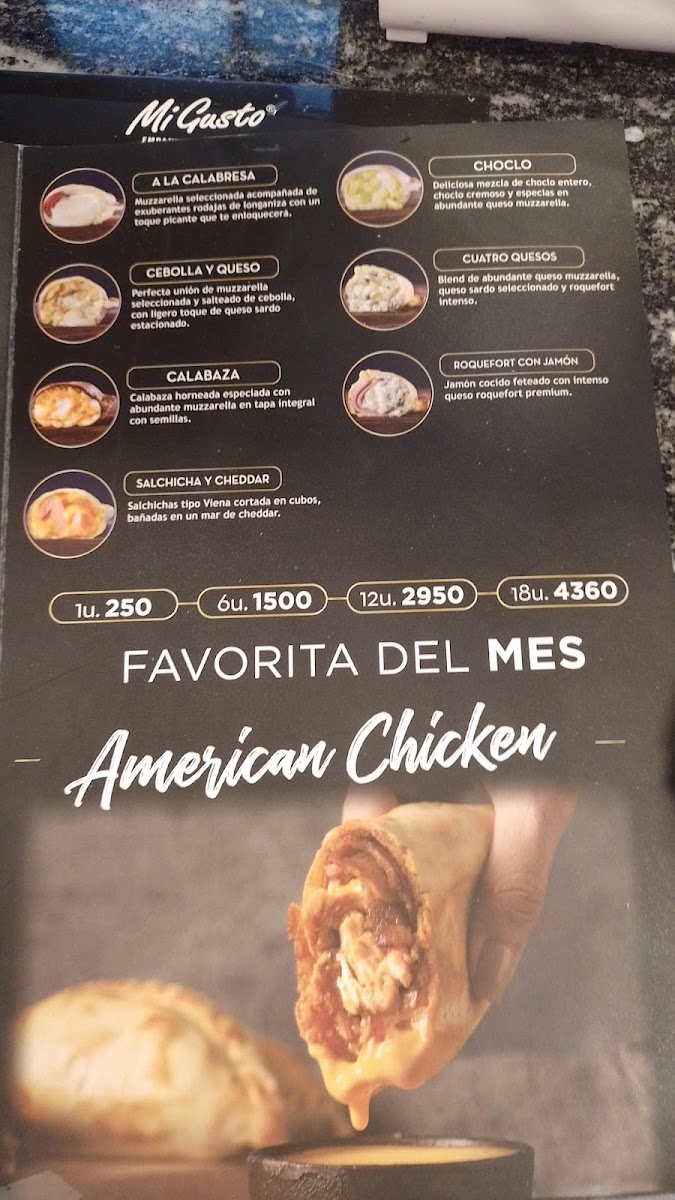 Mi Gusto®
A LA CALABRESA
Muzzarella seleccionada acompañada de
exuberantes rodajas de longaniza con un
toque picante que te enloquecerá.
CEBOLLA Y QUESO
Perfecta unión de muzzarella
seleccionada y salteado de cebolla,
con ligero toque de queso sardo
estacionado.
CALABAZA
Calabaza horneada especiada con
abundante muzzarella en tapa integral
con semillas.
SALCHICHA Y CHEDDAR
Salchichas tipo Viena cortada en cubos,
bañadas en un mar de cheddar.
CHOCLO
Deliciosa mezcla de choclo entero,
choclo cremoso y especias en
abundante queso muzzarella.
CUATRO QUESOS
Blend de abundante queso muzzarella,
queso sardo seleccionado y roquefort
intenso.
ROQUEFORT CON JAMÓN
Jamón cocido feteado con intenso
queso roquefort premium.
1u. 250 6u. 1500 12u. 2950 18u. 4360
FAVORITA DEL MES
American Chicken